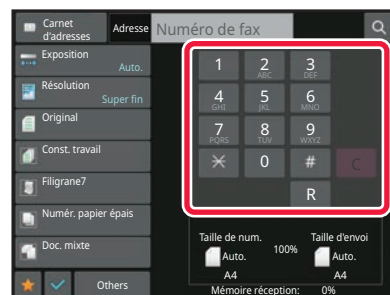 Carnet
d'adresses
Adresse
Numéro de fax
Exposition
Auto.
Résolution
Super fin
Original
Const. travail
Filigrane7
Numér. papier épais
Doc. mixte
Others
1
2
ABC
3
DEF
4
GHI
5
JKL
6
MNO
7
PQRS
8
TUV
9
WXYZ
0
#
C
R
Taille de num.
Auto.
A4
100%
Taille d'envoi
Auto.
A4
Mémoire réception: 0%